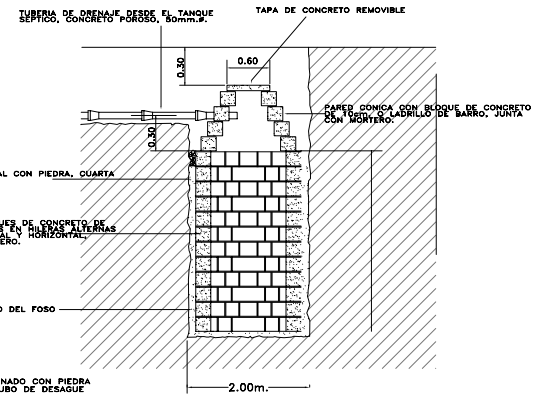 TUBERIA DE DRENAJE DESDE EL TANQUE
SEPTICO, CONCRETO POROSO, 50mm.ø.
TAPA DE CONCRETO REMOVIBLE
0.60
0.30
PARED CONICA CON BLOQUE DE CONCRETO
DE 10cm. O LADRILLO DE BARRO, JUNTA
CON MORTERO.
0.30
AL CON PIEDRA, CUARTA
UES DE CONCRETO DE
S EN HILERAS ALTERNAS
AL Y HORIZONTAL,
ERO.
O DEL FOSO
2.00m.
NADO CON PIEDRA
UBO DE DESAGUE